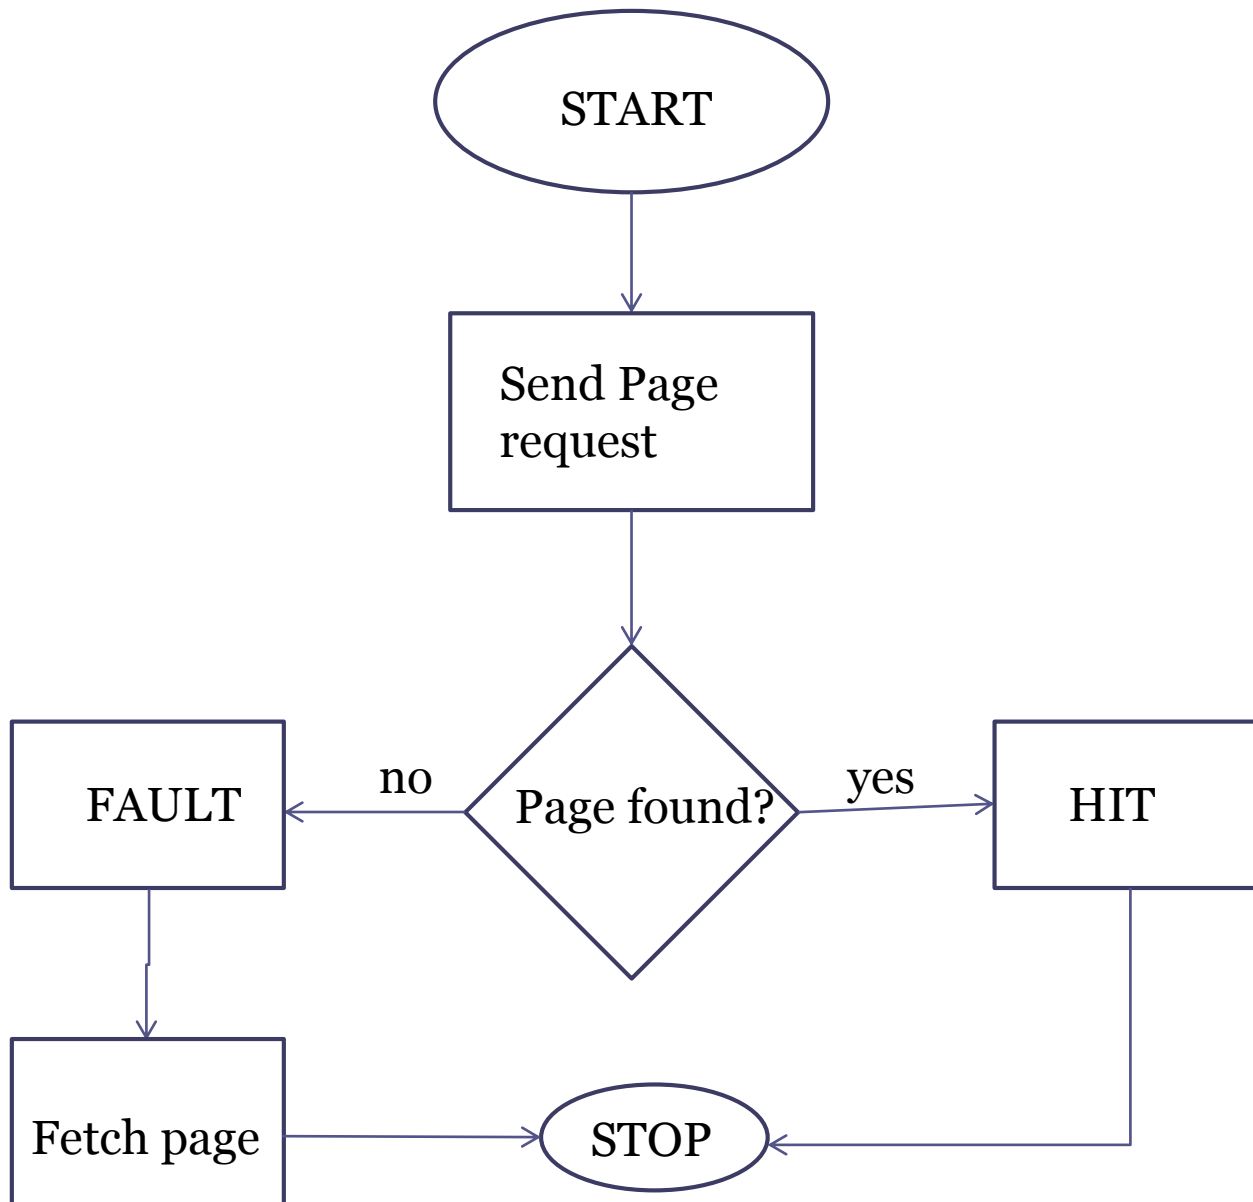 START
Send Page
request
no
yes
FAULT
Page found?
HIT
Fetch page
STOP